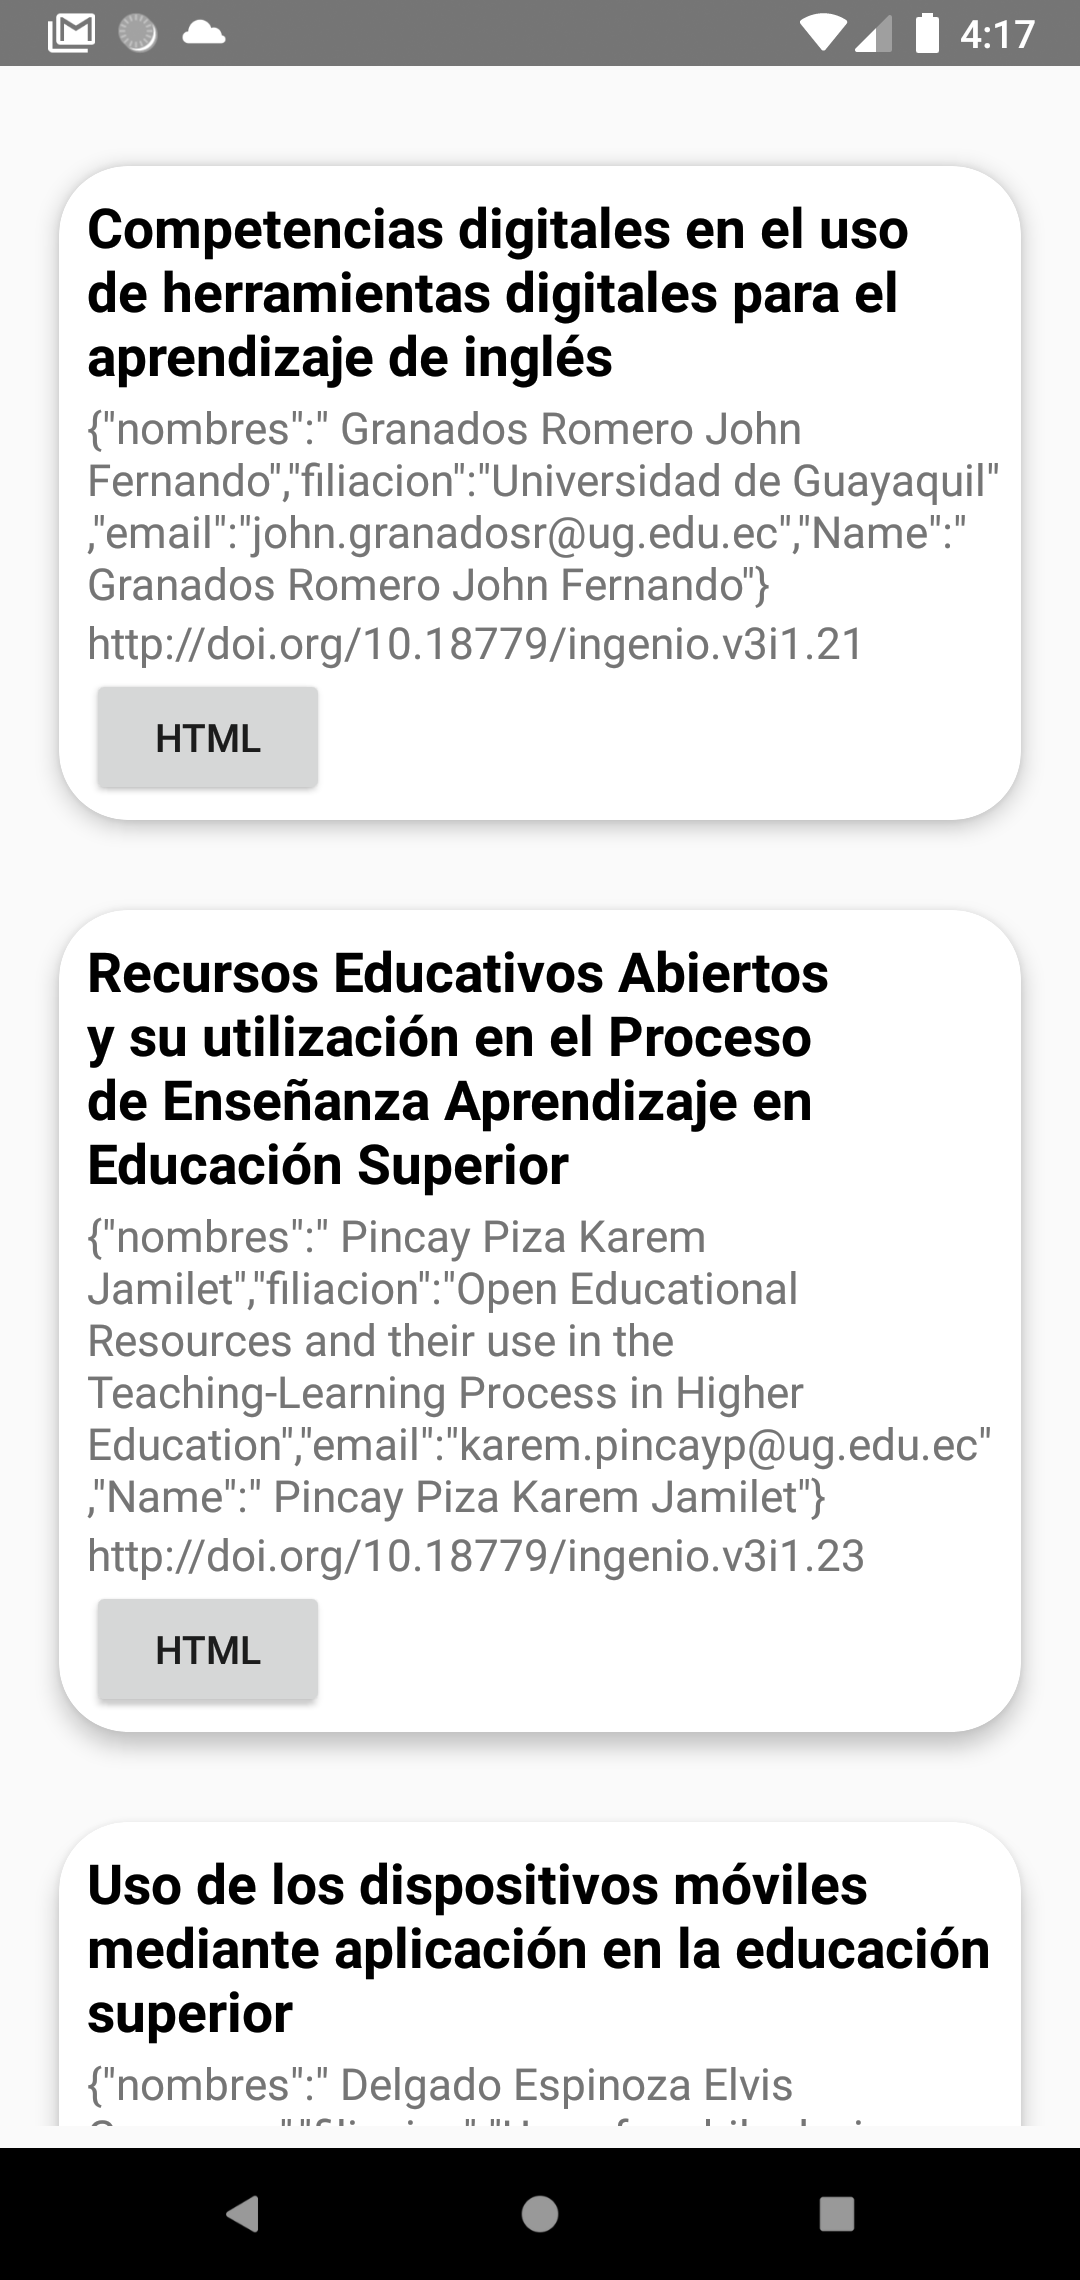 4:17
Competencias digitales en el uso
de herramientas digitales para el
aprendizaje de inglés
{"nombres":" Granados Romero John
Fernando","filiacion":"Universidad de Guayaquil"
,"email":"john.granadosr@ug.edu.ec","Name":"
Granados Romero John Fernando"}
http://doi.org/10.18779/ingenio.v3i1.21
HTML
Recursos Educativos Abiertos
y su utilización en el Proceso
de Enseñanza Aprendizaje en
Educación Superior
{"nombres":" Pincay Piza Karem
Jamilet","filiacion":"Open Educational
Resources and their use in the
Teaching-Learning Process in Higher
Education","email":"karem.pincayp@ug.edu.ec"
,"Name":" Pincay Piza Karem Jamilet"}
http://doi.org/10.18779/ingenio.v3i1.23
HTML
Uso de los dispositivos móviles
mediante aplicación en la educación
superior
{"nombres":" Delgado Espinoza Elvis